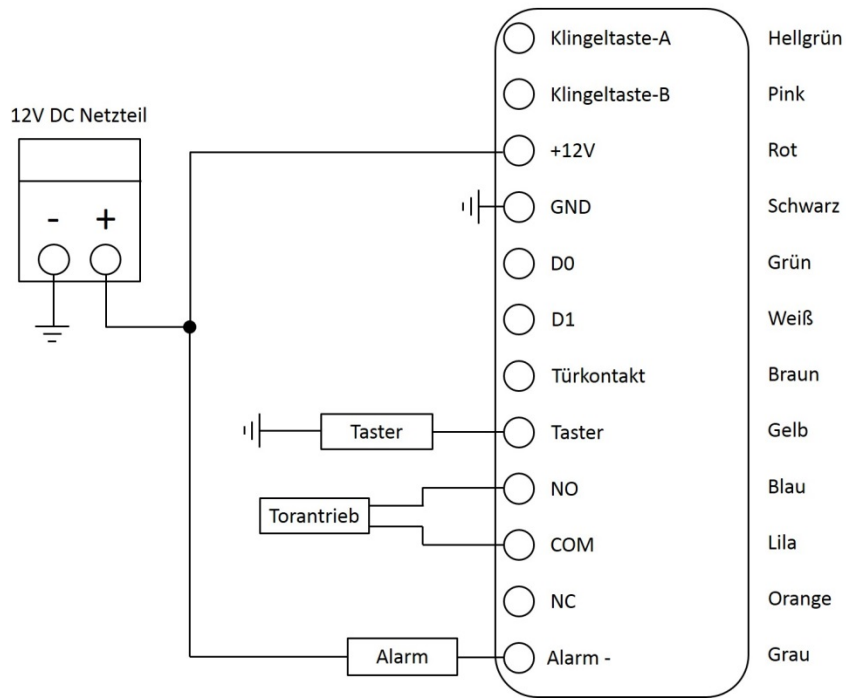 Klingeltaste-A Hellgrün
Klingeltaste-B Pink
12V DC Netzteil
+12V Rot
- +
GND Schwarz
D0 Grün
D1 Weiß
Türkontakt Braun
Taster Taster Gelb
NO Blau
Torantrieb
COM Lila
NC Orange
Alarm Alarm - Grau